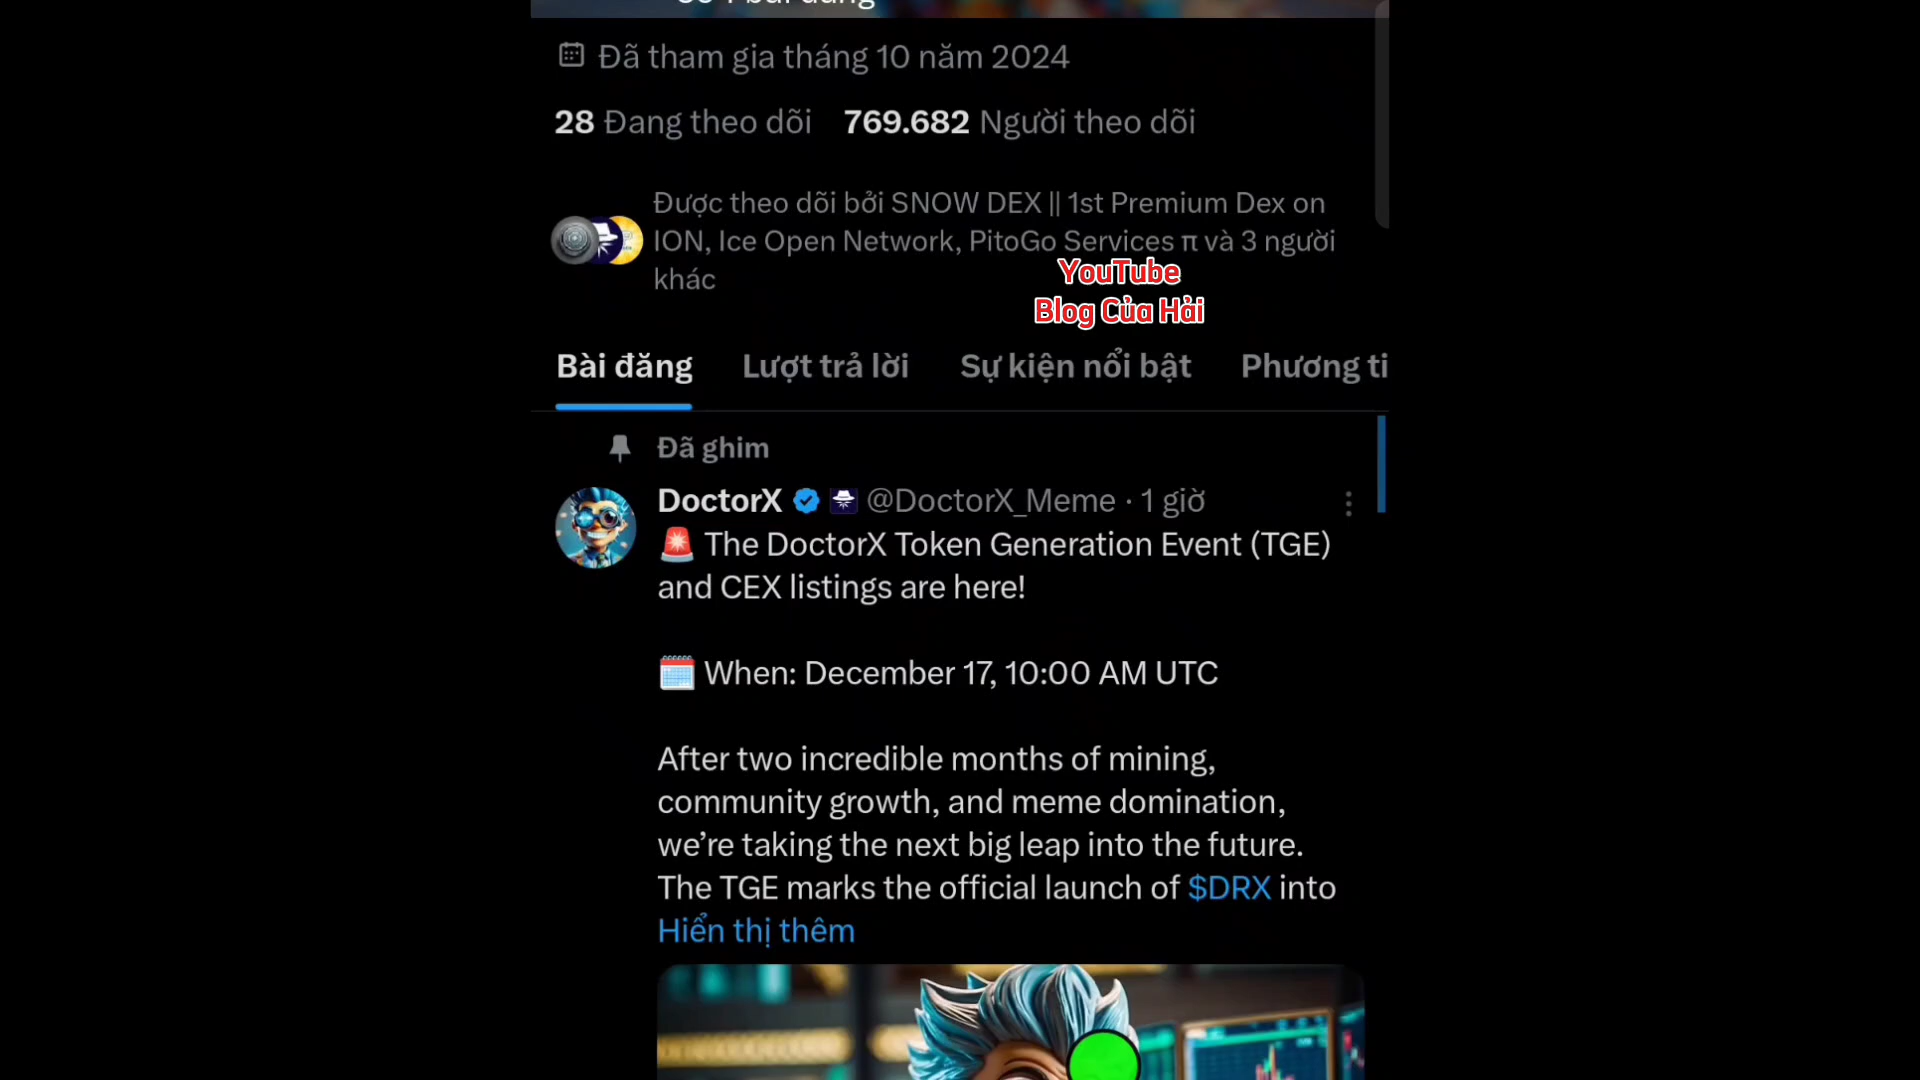 Đã tham gia tháng 10 năm 2024
28 Đang theo dõi 769.682 Người theo dõi
Được theo dõi bởi SNOW DEX || 1st Premium Dex on
ION, Ice Open Network, PitoGo Services π và 3 người
khác
YouTube
Blog Của Hải
Bài đăng Lượt trả lời Sự kiện nổi bật Phương ti
Đã ghim
DoctorX @DoctorX_Meme · 1 giờ
🚨 The DoctorX Token Generation Event (TGE)
and CEX listings are here!
🗓️ When: December 17, 10:00 AM UTC
After two incredible months of mining,
community growth, and meme domination,
we’re taking the next big leap into the future.
The TGE marks the official launch of $DRX into
Hiển thị thêm